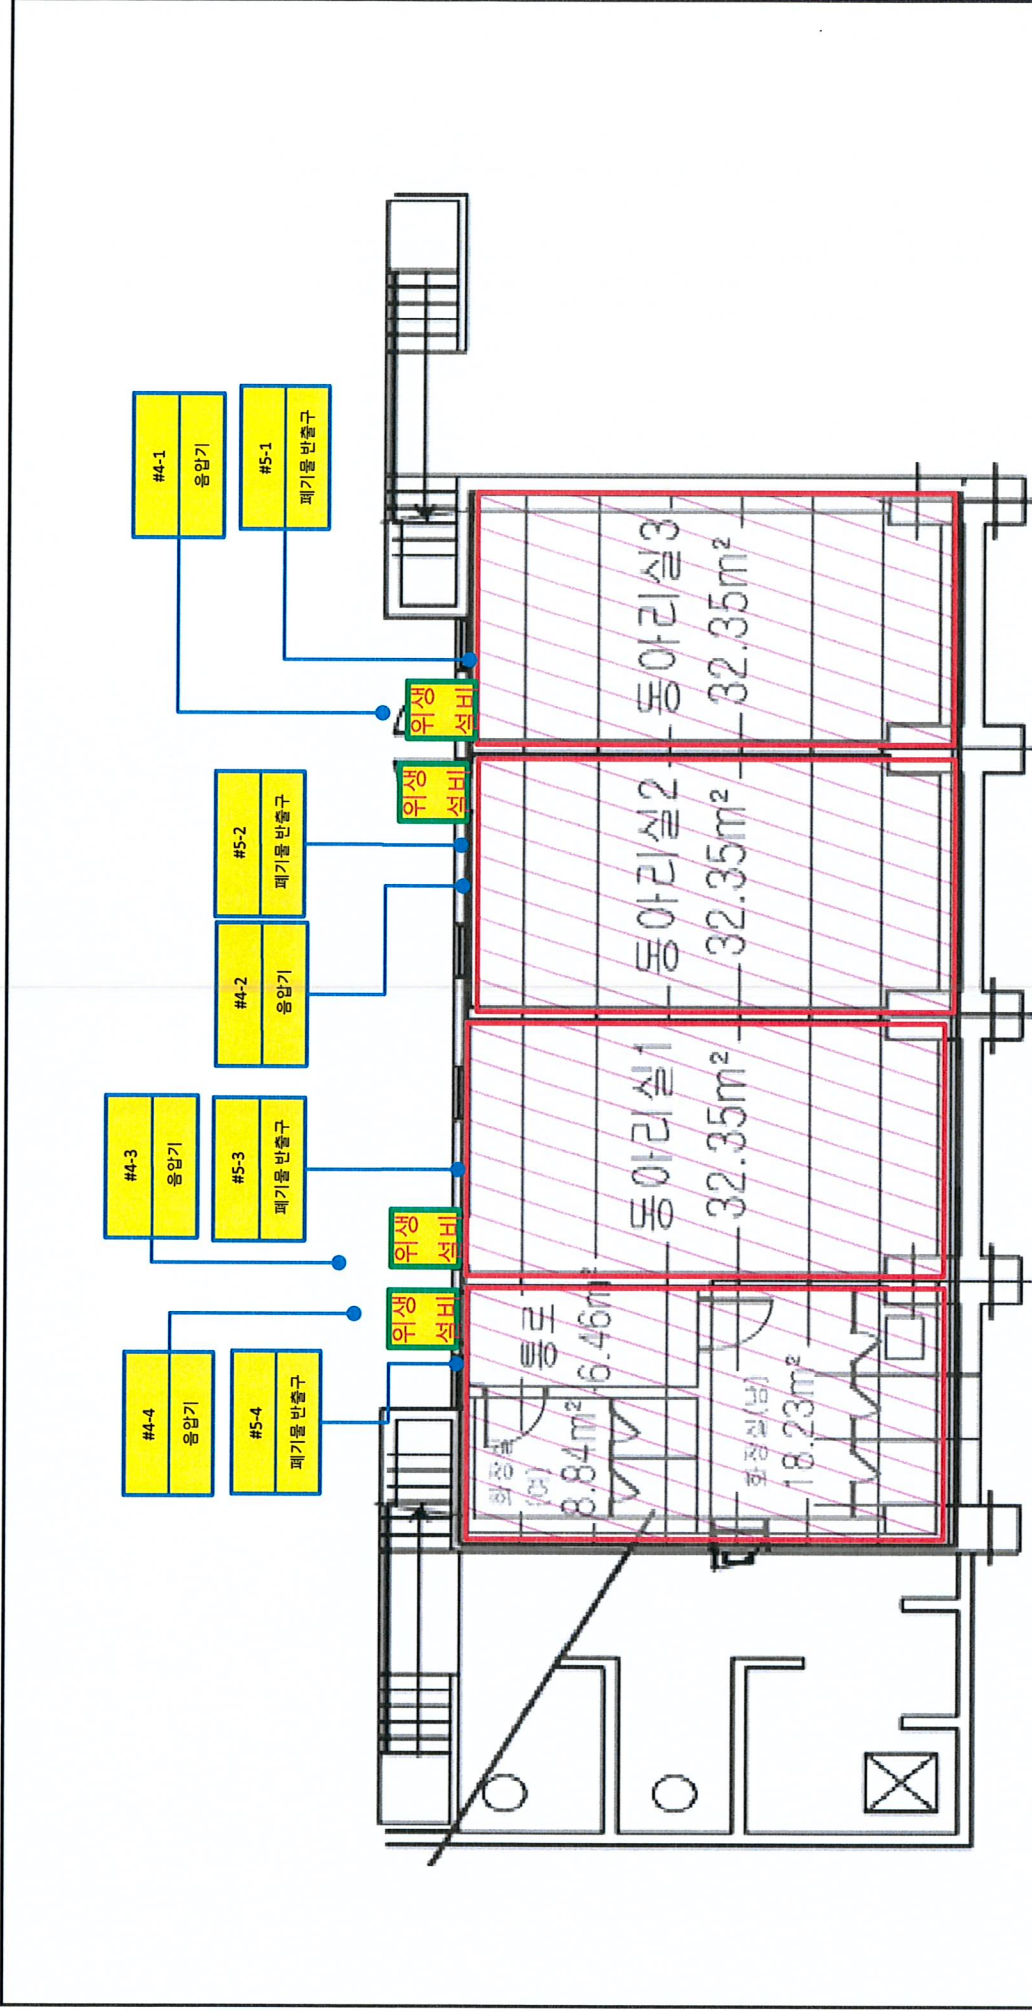 #4-4
음압기
#5-4
폐기물 반출구
#4-3
음압기
#5-3
폐기물 반출구
#4-2
음압기
#5-2
폐기물 반출구
#4-1
음압기
#5-1
폐기물 반출구
위생
설비
위생
설비
위생
설비
위생
설비
화장실
(여)
8.84m²
통로
6.46m²
화장실(남)
18.23m²
동아리실1
32.35m²
동아리실2
32.35m²
동아리실3
32.35m²